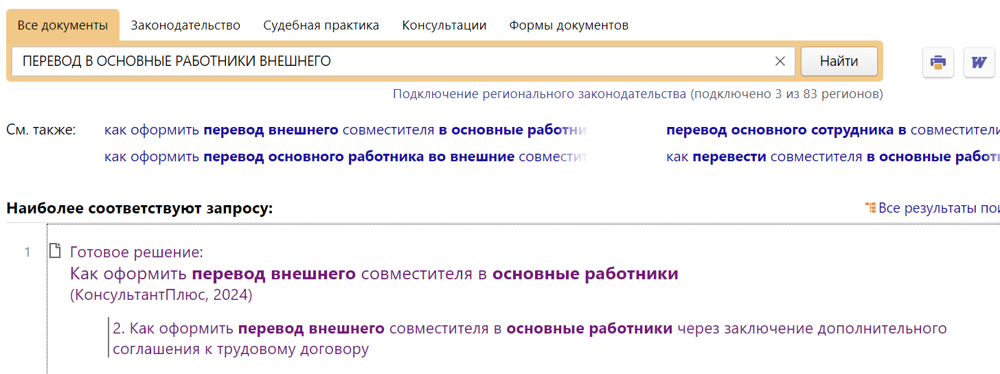 Все документы Законодательство Судебная практика Консультации Формы документов
ПЕРЕВОД В ОСНОВНЫЕ РАБОТНИКИ ВНЕШНЕГО Найти
Подключение регионального законодательства (подключено 3 из 83 регионов)
См. также: как оформить перевод внешнего совместителя в основные работни перевод основного сотрудника в совместители
как оформить перевод основного работника во внешние совместит как перевести совместителя в основные работ
Наиболее соответствуют запросу: Все результаты пои
1 Готовое решение:
Как оформить перевод внешнего совместителя в основные работники
(КонсультантПлюс, 2024)
2. Как оформить перевод внешнего совместителя в основные работники через заключение дополнительного
соглашения к трудовому договору